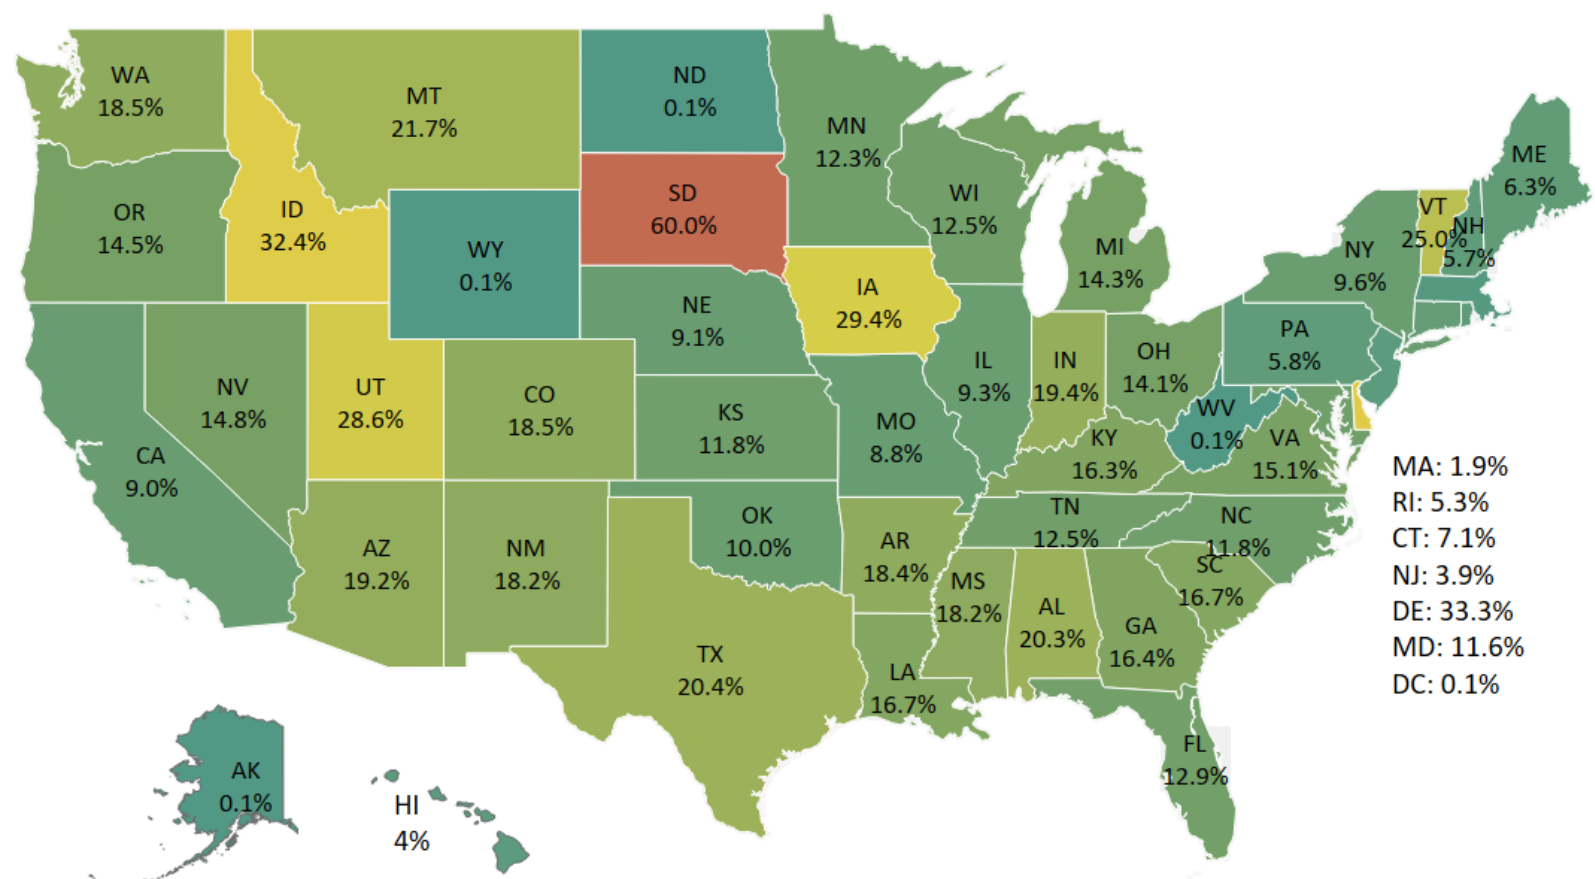 WA
18.5%
MT
21.7%
ND
0.1%
MN
12.3%
ME
6.3%
OR
14.5%
ID
32.4%
WY
0.1%
SD
60.0%
WI
12.5%
MI
14.3%
NY
9.6%
VT
25.0%
NH
5.7%
NV
14.8%
UT
28.6%
CO
18.5%
NE
9.1%
IA
29.4%
IL
9.3%
IN
19.4%
OH
14.1%
PA
5.8%
CA
9.0%
KS
11.8%
MO
8.8%
KY
16.3%
WV
0.1%
VA
15.1%
AZ
19.2%
NM
18.2%
OK
10.0%
AR
18.4%
TN
12.5%
NC
11.8%
SC
16.7%
MS
18.2%
AL
20.3%
GA
16.4%
TX
20.4%
LA
16.7%
FL
12.9%
AK
0.1%
HI
4%
MA: 1.9%
RI: 5.3%
CT: 7.1%
NJ: 3.9%
DE: 33.3%
MD: 11.6%
DC: 0.1%